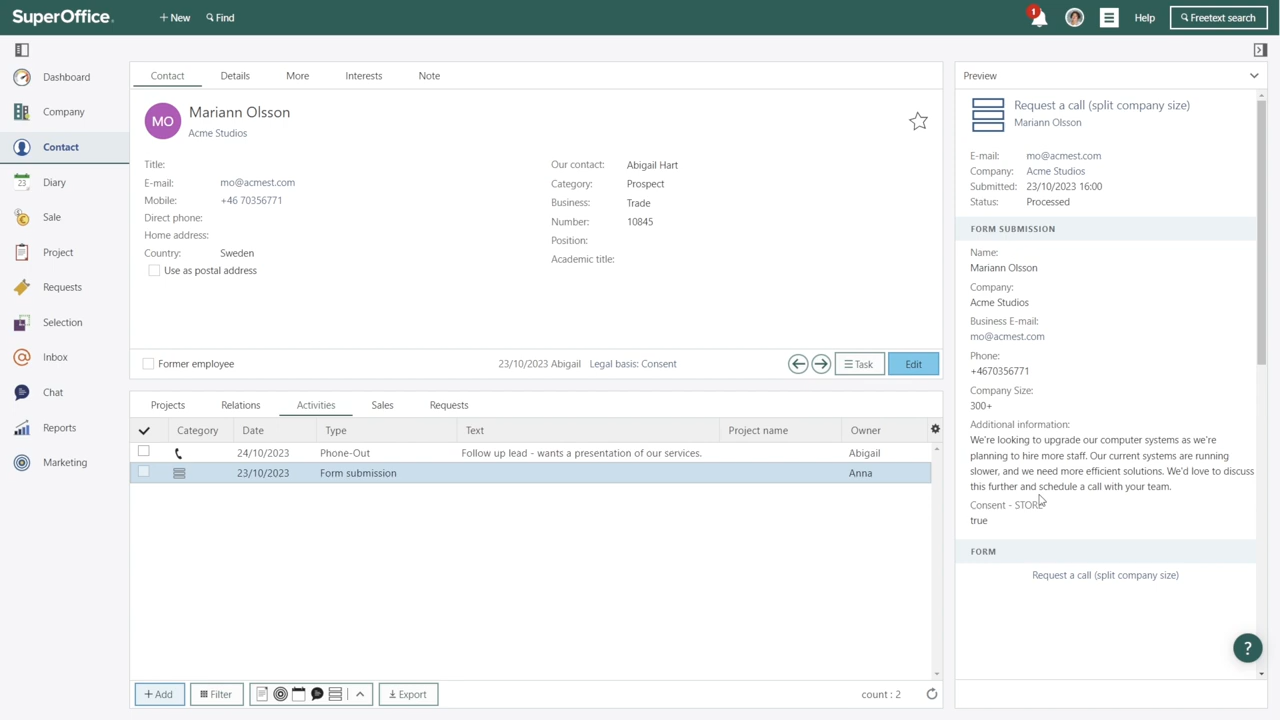 SuperOffice.
+ New
Find
1
Help
Freetext search
Dashboard
Company
Contact
23
Diary
Sale
Project
Requests
Selection
Inbox
Chat
Reports
Marketing
Contact
Details
More
Interests
Note
MO
Mariann Olsson
Acme Studios
Title:
E-mail: mo@acmest.com
Mobile: +46 70356771
Direct phone:
Home address:
Country: Sweden
Use as postal address
Our contact: Abigail Hart
Category: Prospect
Business: Trade
Number: 10845
Position:
Academic title:
Former employee
23/10/2023 Abigail Legal basis: Consent
Task
Edit
Projects
Relations
Activities
Sales
Requests
Category Date Type Text Project name Owner
24/10/2023 Phone-Out Follow up lead - wants a presentation of our services. Abigail
23/10/2023 Form submission Anna
+ Add
Filter
Export
count : 2
Preview
Request a call (split company size)
Mariann Olsson
E-mail: mo@acmest.com
Company: Acme Studios
Submitted: 23/10/2023 16:00
Status: Processed
FORM SUBMISSION
Name:
Mariann Olsson
Company:
Acme Studios
Business E-mail:
mo@acmest.com
Phone:
+4670356771
Company Size:
300+
Additional information:
We're looking to upgrade our computer systems as we're
planning to hire more staff. Our current systems are running
slower, and we need more efficient solutions. We'd love to discuss
this further and schedule a call with your team.
Consent - STORE
true
FORM
Request a call (split company size)
?